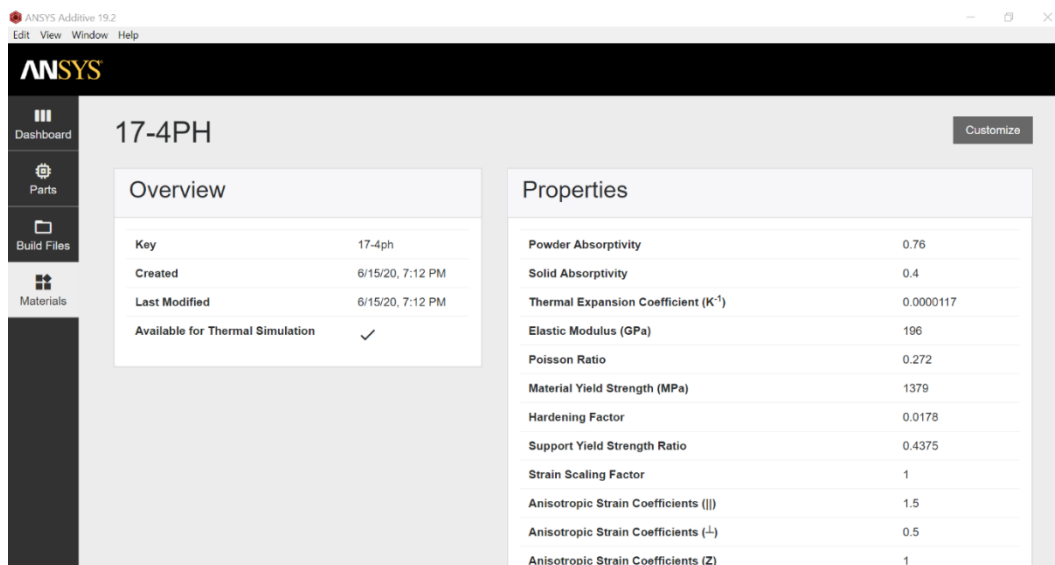 ANSYS Additive 19.2
Edit View Window Help
ANSYS
Dashboard
Parts
Build Files
Materials
17-4PH
Customize
Overview
Key 17-4ph
Created 6/15/20, 7:12 PM
Last Modified 6/15/20, 7:12 PM
Available for Thermal Simulation
Properties
Powder Absorptivity 0.76
Solid Absorptivity 0.4
Thermal Expansion Coefficient (K⁻¹) 0.0000117
Elastic Modulus (GPa) 196
Poisson Ratio 0.272
Material Yield Strength (MPa) 1379
Hardening Factor 0.0178
Support Yield Strength Ratio 0.4375
Strain Scaling Factor 1
Anisotropic Strain Coefficients (||) 1.5
Anisotropic Strain Coefficients (⊥) 0.5
Anisotropic Strain Coefficients (Z) 1